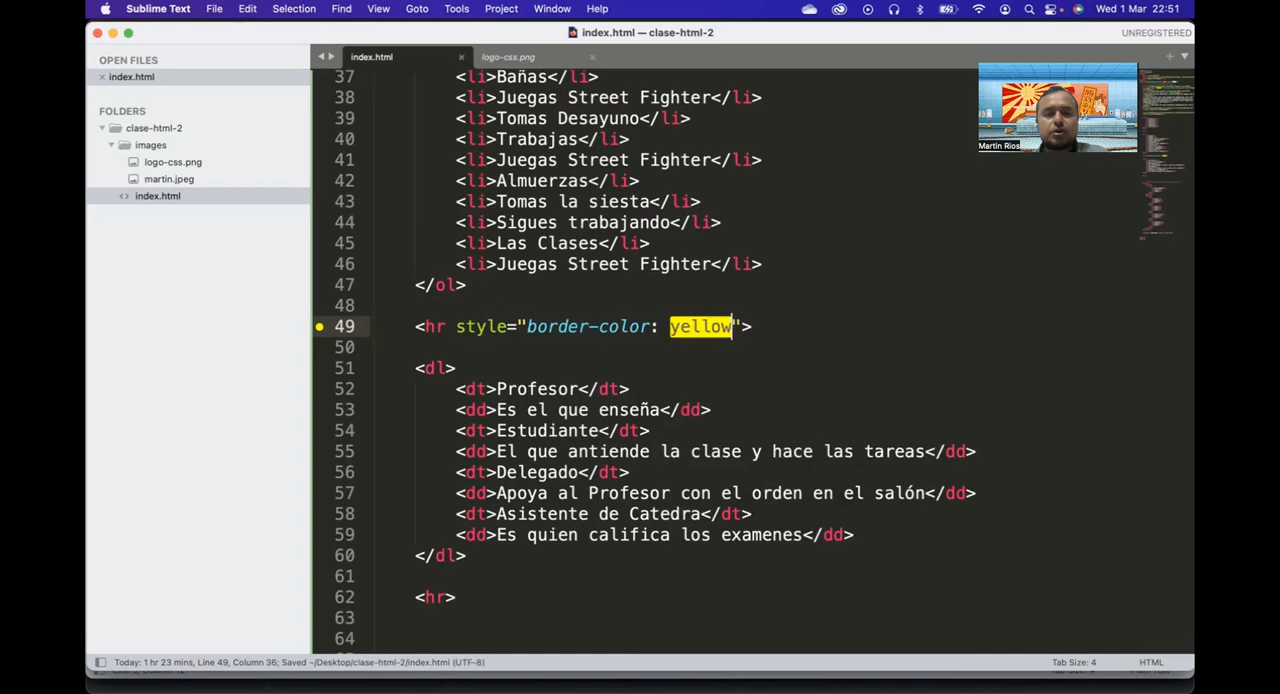 Sublime Text File Edit Selection Find View Goto Tools Project Window Help Wed 1 Mar 22:51
index.html — clase-html-2 UNREGISTERED
OPEN FILES
index.html
FOLDERS
clase-html-2
images
logo-css.png
martin.jpeg
index.html
index.html logo-css.png
37 <li>Bañas</li>
38 <li>Juegas Street Fighter</li>
39 <li>Tomas Desayuno</li>
40 <li>Trabajas</li>
41 <li>Juegas Street Fighter</li>
42 <li>Almuerzas</li>
43 <li>Tomas la siesta</li>
44 <li>Sigues trabajando</li>
45 <li>Las Clases</li>
46 <li>Juegas Street Fighter</li>
47 </ol>
48
49 <hr style="border-color: yellow">
50
51 <dl>
52 <dt>Profesor</dt>
53 <dd>Es el que enseña</dd>
54 <dt>Estudiante</dt>
55 <dd>El que antiende la clase y hace las tareas</dd>
56 <dt>Delegado</dt>
57 <dd>Apoya al Profesor con el orden en el salón</dd>
58 <dt>Asistente de Catedra</dt>
59 <dd>Es quien califica los examenes</dd>
60 </dl>
61
62 <hr>
63
64
Martin Rios
Today: 1 hr 23 mins, Line 49, Column 36; Saved ~/Desktop/clase-html-2/index.html (UTF-8) Tab Size: 4 HTML